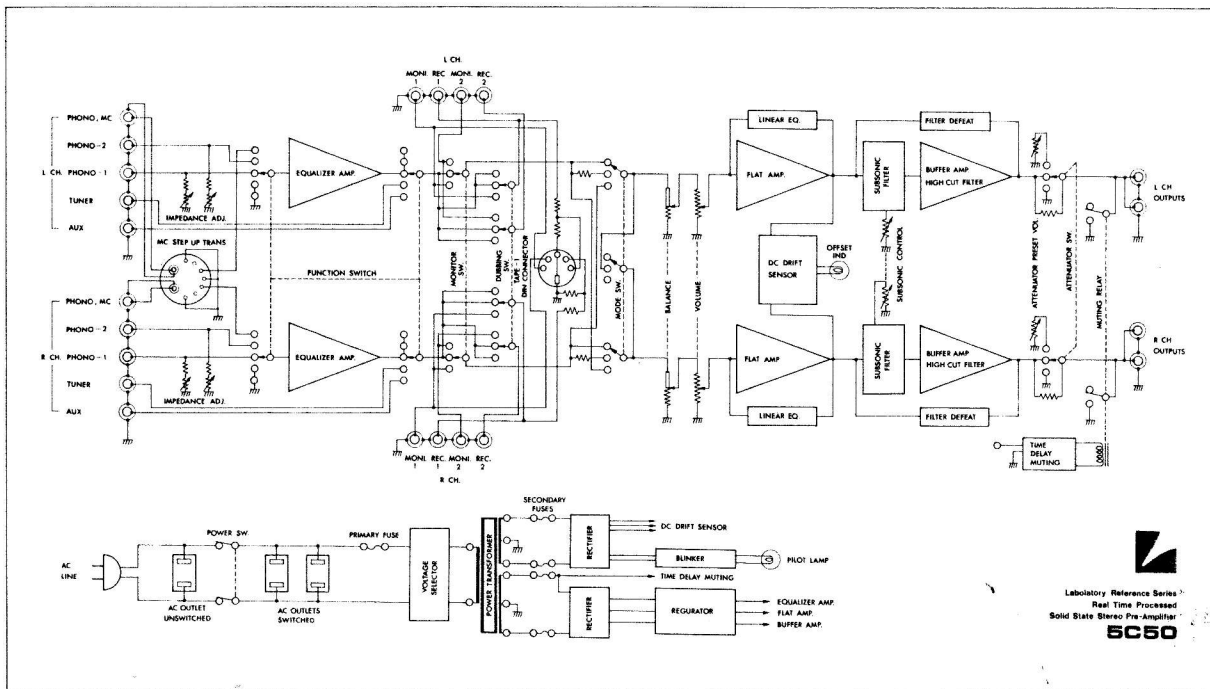 L CH.
MONI. REC. MONI. REC.
1 1 2 2
PHONO, MC
PHONO-2
L CH. PHONO-1
TUNER
AUX
IMPEDANCE ADJ.
MC STEP UP TRANS
EQUALIZER AMP.
FUNCTION SWITCH
MONITOR SW.
DUBBING SW.
TAPE-1
DIN CONNECTOR
MODE SW.
BALANCE
VOLUME
LINEAR EQ.
FLAT AMP.
DC DRIFT
SENSOR
OFFSET
IND
SUBSONIC
FILTER
SUBSONIC CONTROL
FILTER DEFEAT
BUFFER AMP.
HIGH CUT FILTER
ATTENUATOR PRESET VOL.
ATTENUATOR SW.
MUTING RELAY
L CH
OUTPUTS
PHONO, MC
PHONO-2
R CH. PHONO-1
TUNER
AUX
IMPEDANCE ADJ.
EQUALIZER AMP.
FLAT AMP
LINEAR EQ.
SUBSONIC
FILTER
BUFFER AMP
HIGH CUT FILTER
FILTER DEFEAT
R CH
OUTPUTS
TIME
DELAY
MUTING
MONI. REC. MONI. REC.
1 1 2 2
R CH.
AC
LINE
AC OUTLET
UNSWITCHED
POWER SW.
AC OUTLETS
SWITCHED
PRIMARY FUSE
VOLTAGE
SELECTOR
POWER TRANSFORMER
SECONDARY
FUSES
RECTIFIER
DC DRIFT SENSOR
BLINKER
PILOT LAMP
TIME DELAY MUTING
RECTIFIER
REGURATOR
EQUALIZER AMP.
FLAT AMP.
BUFFER AMP.
Laboratory Reference Series
Real Time Processed
Solid State Stereo Pre-Amplifier
5C50